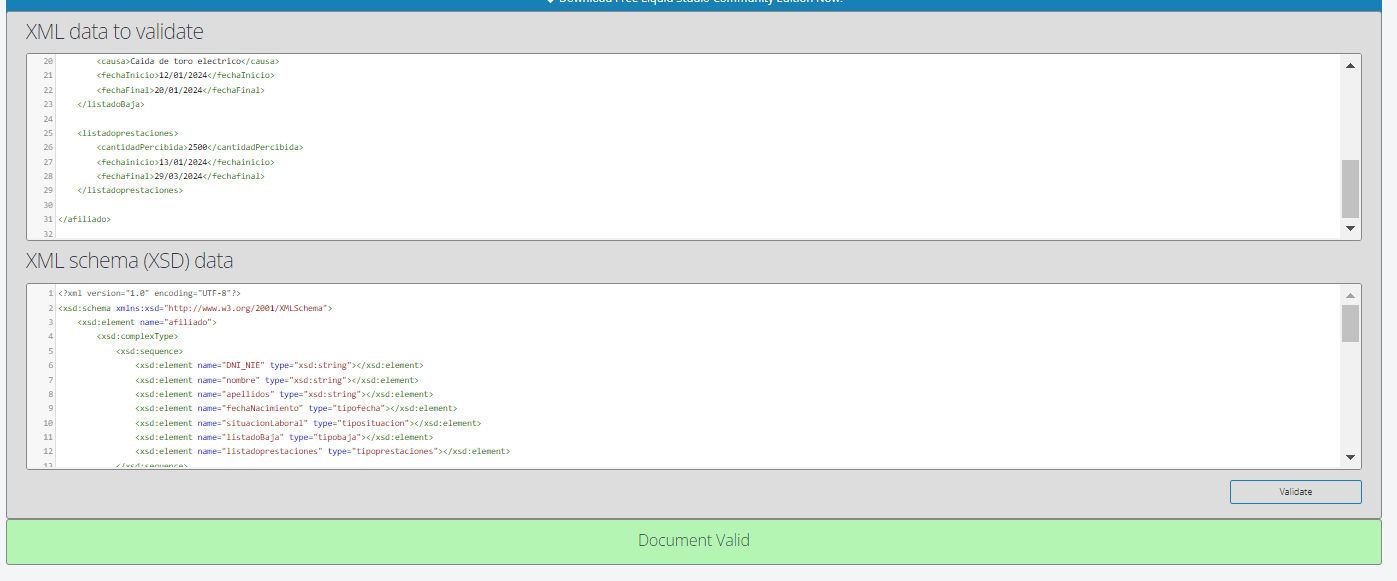 Download Free Liquid Studio Community Edition Now!
XML data to validate
20 <causa>Caida de toro electrico</causa>
21 <fechaInicio>12/01/2024</fechaInicio>
22 <fechaFinal>20/01/2024</fechaFinal>
23 </listadoBaja>
24
25 <listadoprestaciones>
26 <cantidadPercibida>2500</cantidadPercibida>
27 <fechainicio>13/01/2024</fechainicio>
28 <fechafinal>29/03/2024</fechafinal>
29 </listadoprestaciones>
30
31 </afiliado>
32
XML schema (XSD) data
1 <?xml version="1.0" encoding="UTF-8"?>
2 <xsd:schema xmlns:xsd="http://www.w3.org/2001/XMLSchema">
3 <xsd:element name="afiliado">
4 <xsd:complexType>
5 <xsd:sequence>
6 <xsd:element name="DNI_NIE" type="xsd:string"></xsd:element>
7 <xsd:element name="nombre" type="xsd:string"></xsd:element>
8 <xsd:element name="apellidos" type="xsd:string"></xsd:element>
9 <xsd:element name="fechaNacimiento" type="tipofecha"></xsd:element>
10 <xsd:element name="situacionLaboral" type="tiposituacion"></xsd:element>
11 <xsd:element name="listadoBaja" type="tipobaja"></xsd:element>
12 <xsd:element name="listadoprestaciones" type="tipoprestaciones"></xsd:element>
13 </xsd:sequence>
Validate
Document Valid